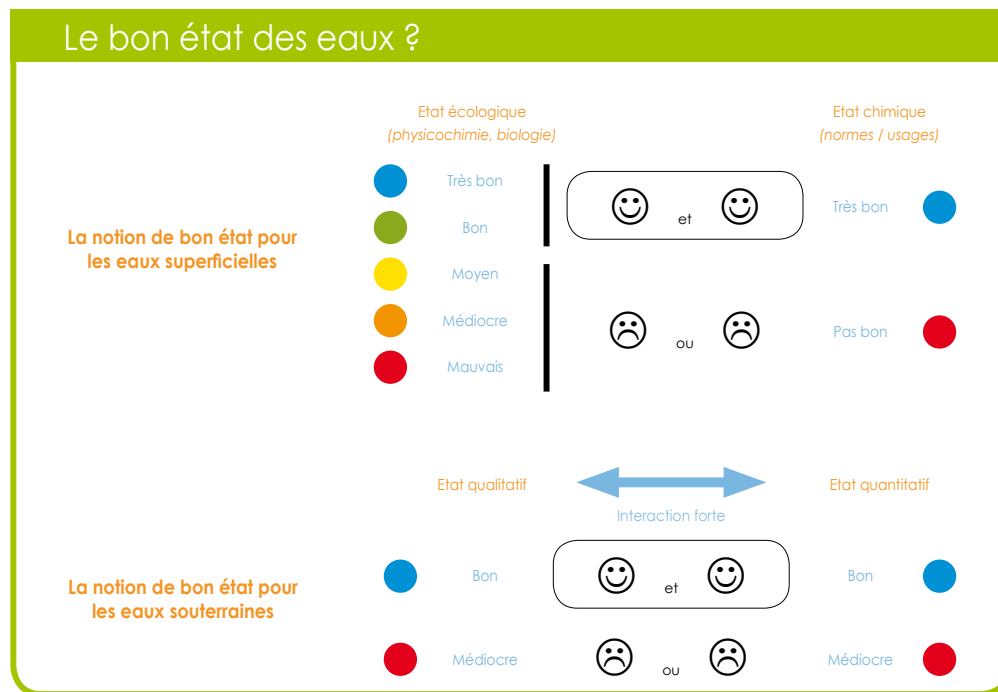 Le bon état des eaux ?
Etat écologique
(physicochimie, biologie)
Etat chimique
(normes / usages)
La notion de bon état pour
les eaux superficielles
Très bon
Bon
Moyen
Médiocre
Mauvais
et
ou
Très bon
Pas bon
Etat qualitatif
Interaction forte
Etat quantitatif
La notion de bon état pour
les eaux souterraines
Bon
et
Bon
Médiocre
ou
Médiocre